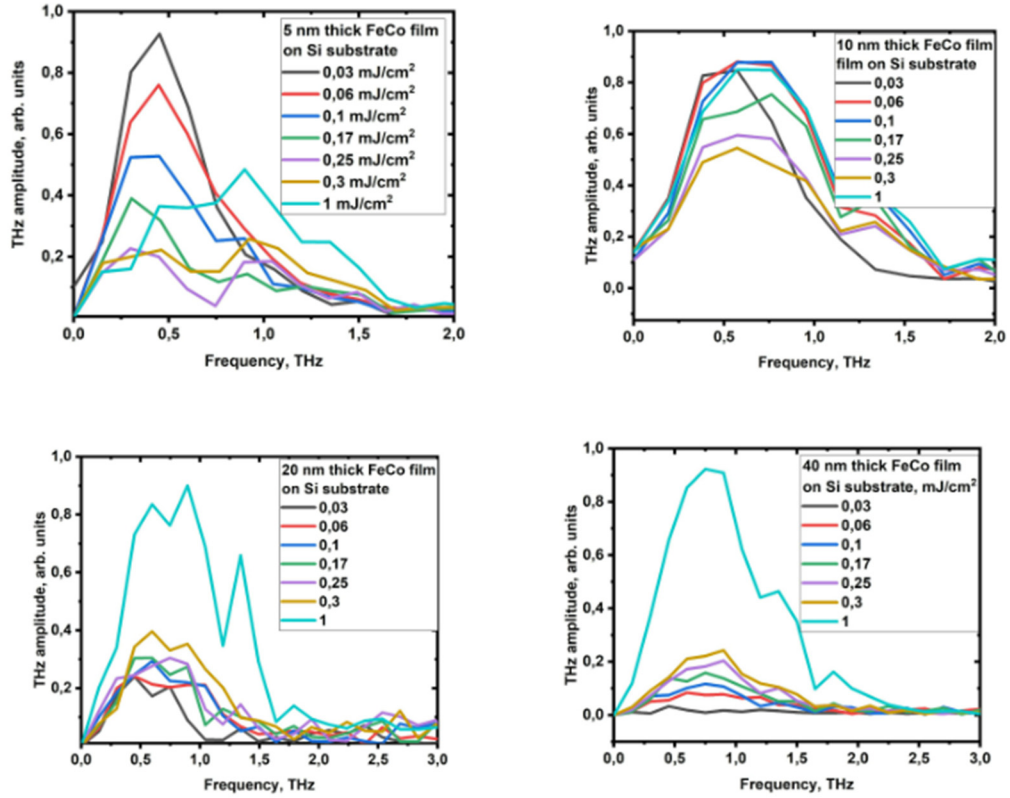 5 nm thick FeCo film
on Si substrate
0,03 mJ/cm²
0,06 mJ/cm²
0,1 mJ/cm²
0,17 mJ/cm²
0,25 mJ/cm²
0,3 mJ/cm²
1 mJ/cm²
THz amplitude, arb. units
1,0
0,8
0,6
0,4
0,2
0,0
0,5
1,0
1,5
2,0
Frequency, THz
10 nm thick FeCo film
film on Si substrate
0,03
0,06
0,1
0,17
0,25
0,3
1
THz amplitude, arb. units
1,0
0,8
0,6
0,4
0,2
0,0
0,0
0,5
1,0
1,5
2,0
Frequency, THz
20 nm thick FeCo film
on Si substrate
0,03
0,06
0,1
0,17
0,25
0,3
1
THz amplitude, arb. units
1,0
0,8
0,6
0,4
0,2
0,0
0,5
1,0
1,5
2,0
2,5
3,0
Frequency, THz
40 nm thick FeCo film
on Si substrate, mJ/cm²
0,03
0,06
0,1
0,17
0,25
0,3
1
THz amplitude, arb. units
1,0
0,8
0,6
0,4
0,2
0,0
0,0
0,5
1,0
1,5
2,0
2,5
3,0
Frequency, THz